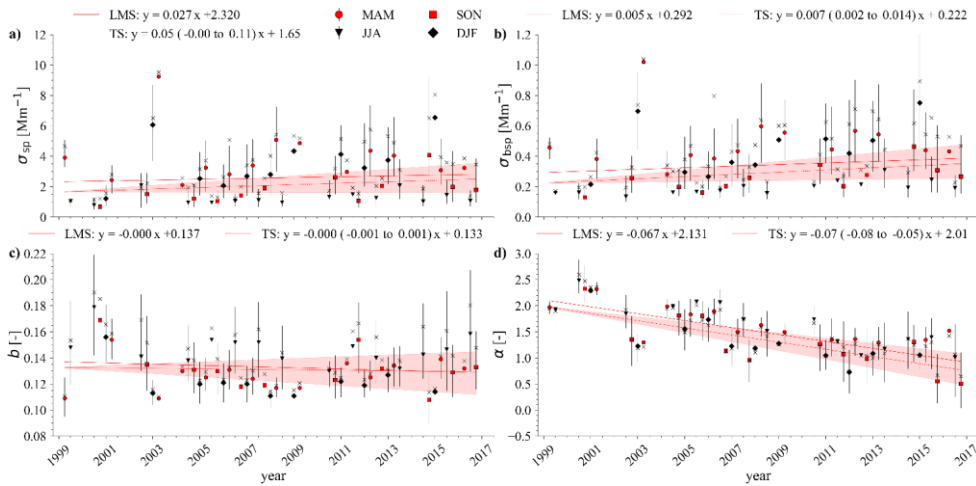 LMS: y = 0.027 x +2.320
TS: y = 0.05 ( -0.00 to 0.11) x + 1.65
MAM
SON
JJA
DJF
LMS: y = 0.005 x +0.292
TS: y = 0.007 ( 0.002 to 0.014) x + 0.222
a)
σsp [Mm⁻¹]
12
10
8
6
4
2
0
b)
σbsp [Mm⁻¹]
1.2
1.0
0.8
0.6
0.4
0.2
0.0
LMS: y = -0.000 x +0.137
TS: y = -0.000 ( -0.001 to 0.001) x + 0.133
LMS: y = -0.067 x +2.131
TS: y = -0.07 ( -0.08 to -0.05) x + 2.01
c)
b [-]
0.22
0.20
0.18
0.16
0.14
0.12
0.10
0.08
1999 2001 2003 2005 2007 2009 2011 2013 2015 2017
year
d)
α [-]
3.0
2.5
2.0
1.5
1.0
0.5
0.0
-0.5
1999 2001 2003 2005 2007 2009 2011 2013 2015 2017
year